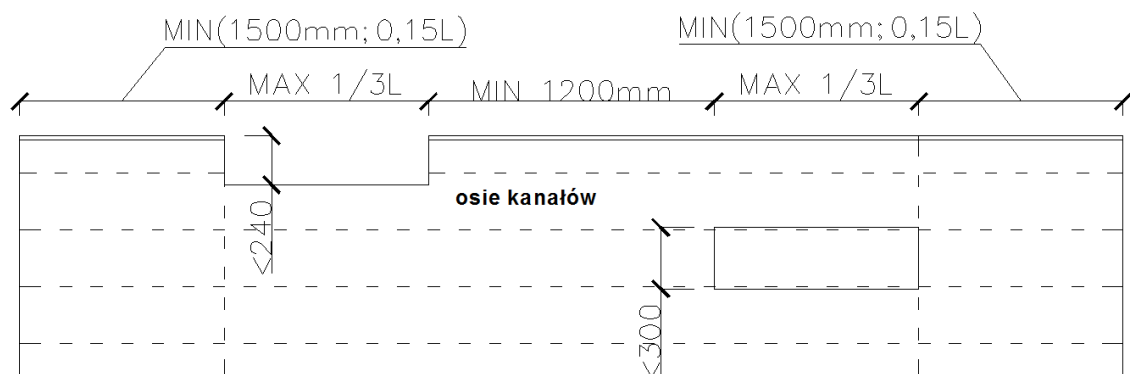 MIN(1500mm; 0,15L)
MIN(1500mm; 0,15L)
MAX 1/3L
MIN 1200mm
MAX 1/3L
osie kanałów
≤240
≤300